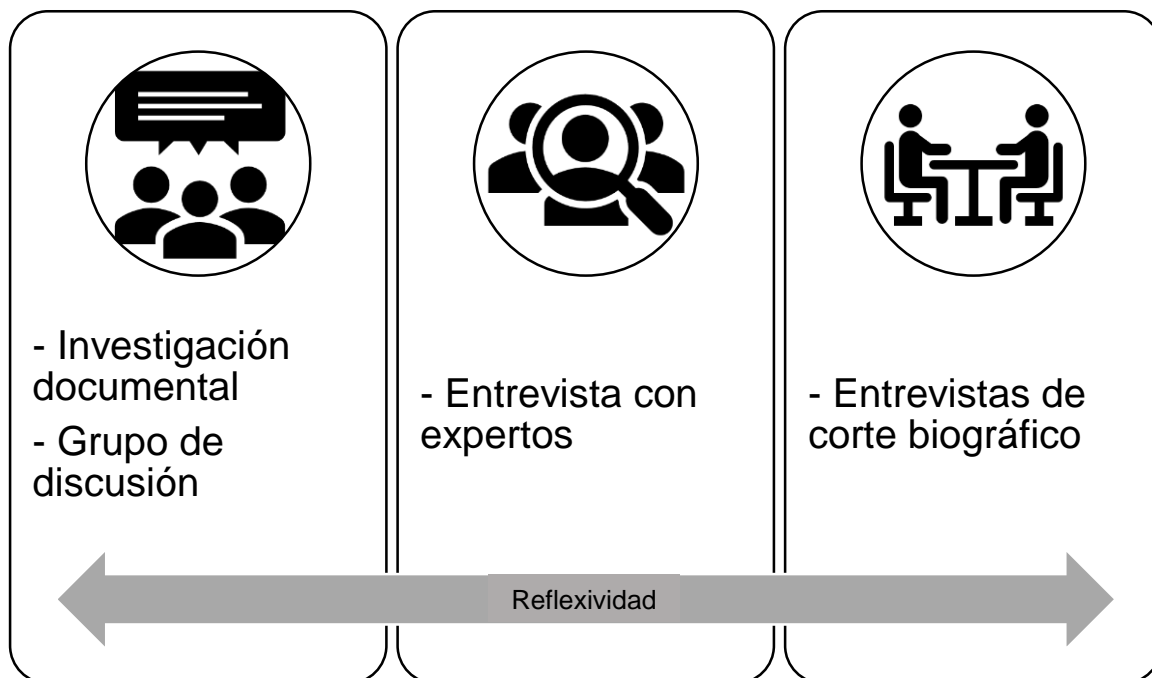 - Investigación
documental
- Grupo de
discusión
- Entrevista con
expertos
- Entrevistas de
corte biográfico
Reflexividad